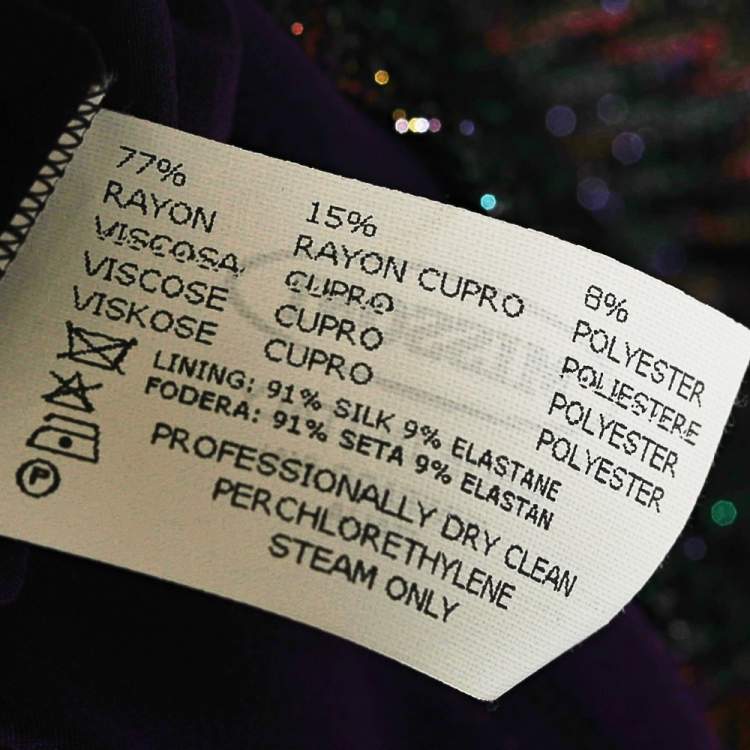 77%
RAYON
VISCOSA
VISCOSE
VISKOSE
15%
RAYON CUPRO
CUPRO
CUPRO
CUPRO
8%
POLYESTER
POLIESTERE
POLYESTER
POLYESTER
LINING: 91% SILK 9% ELASTANE
FODERA: 91% SETA 9% ELASTAN
PROFESSIONALLY DRY CLEAN
PERCHLORETHYLENE
STEAM ONLY
P